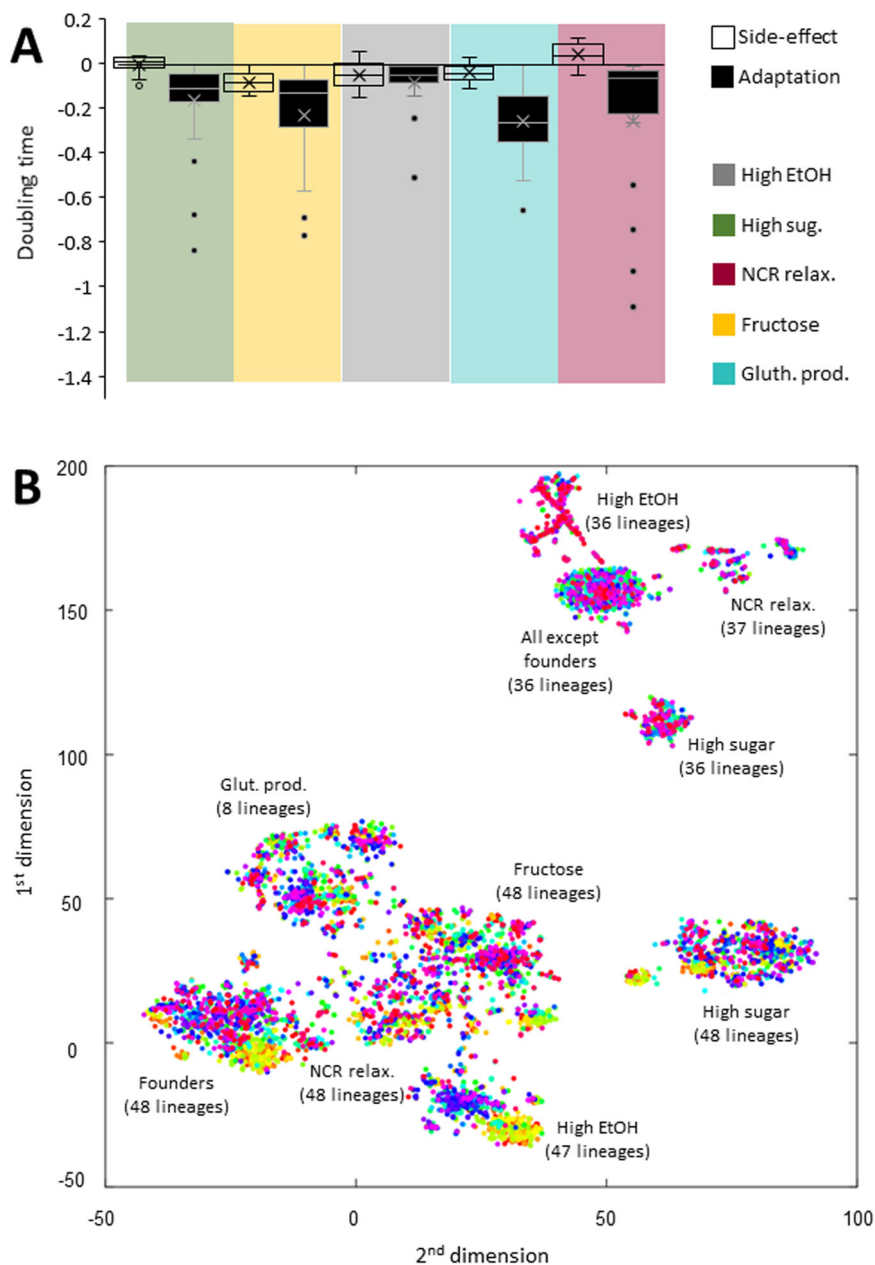 A
0.2
0
-0.2
-0.4
-0.6
-0.8
-1
-1.2
-1.4
Doubling time
Side-effect
Adaptation
High EtOH
High sug.
NCR relax.
Fructose
Gluth. prod.
B
200
150
100
50
0
-50
1st dimension
High EtOH
(36 lineages)
NCR relax.
(37 lineages)
All except
founders
(36 lineages)
High sugar
(36 lineages)
Glut. prod.
(8 lineages)
Fructose
(48 lineages)
High sugar
(48 lineages)
Founders
(48 lineages)
NCR relax.
(48 lineages)
High EtOH
(47 lineages)
-50
0
50
100
2nd dimension